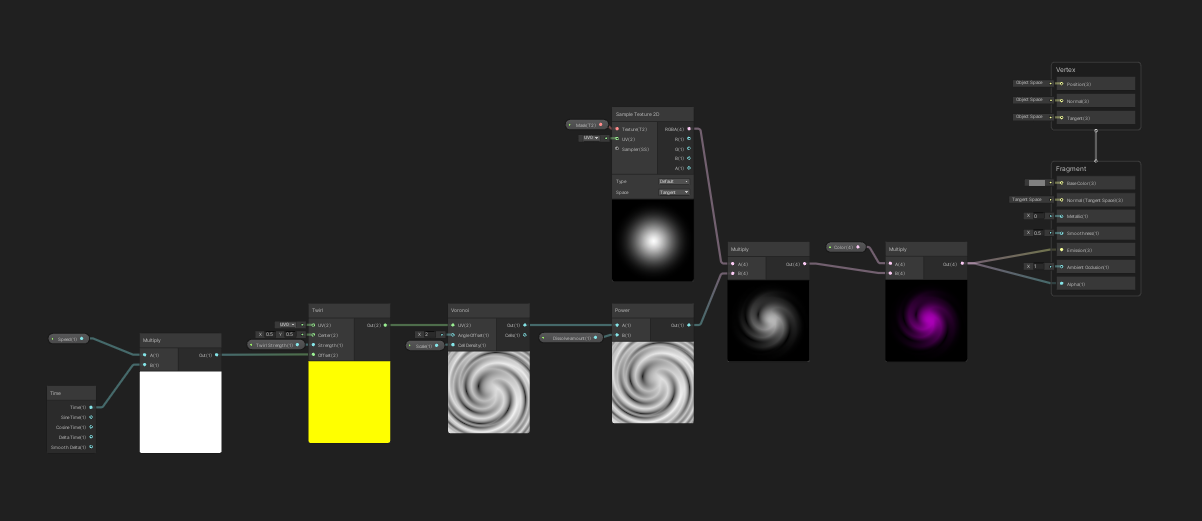 Speed(1)
Time
Time(1)
Sine Time(1)
Cosine Time(1)
Delta Time(1)
Smooth Delta(1)
Multiply
A(1)
B(1)
Out(1)
Twirl
UV0
X 0.5 Y 0.5
Twirl Strength(1)
UV(2)
Center(2)
Strength(1)
Offset(2)
Out(2)
Voronoi
X 2
Scale(1)
UV(2)
Angle Offset(1)
Cell Density(1)
Out(1)
Cells(1)
Sample Texture 2D
Mask(T2)
UV0
Texture(T2)
UV(2)
Sampler(SS)
RGBA(4)
R(1)
G(1)
B(1)
A(1)
Type Default
Space Tangent
Power
A(1)
B(1)
Out(1)
Multiply
A(4)
B(4)
Out(4)
Color(4)
Multiply
A(4)
B(4)
Out(4)
Vertex
Object Space Position(3)
Object Space Normal(3)
Object Space Tangent(3)
Fragment
Base Color(3)
Tangent Space Normal (Tangent Space)(3)
X 0 Metallic(1)
X 0.5 Smoothness(1)
Emission(3)
X 1 Ambient Occlusion(1)
Alpha(1)